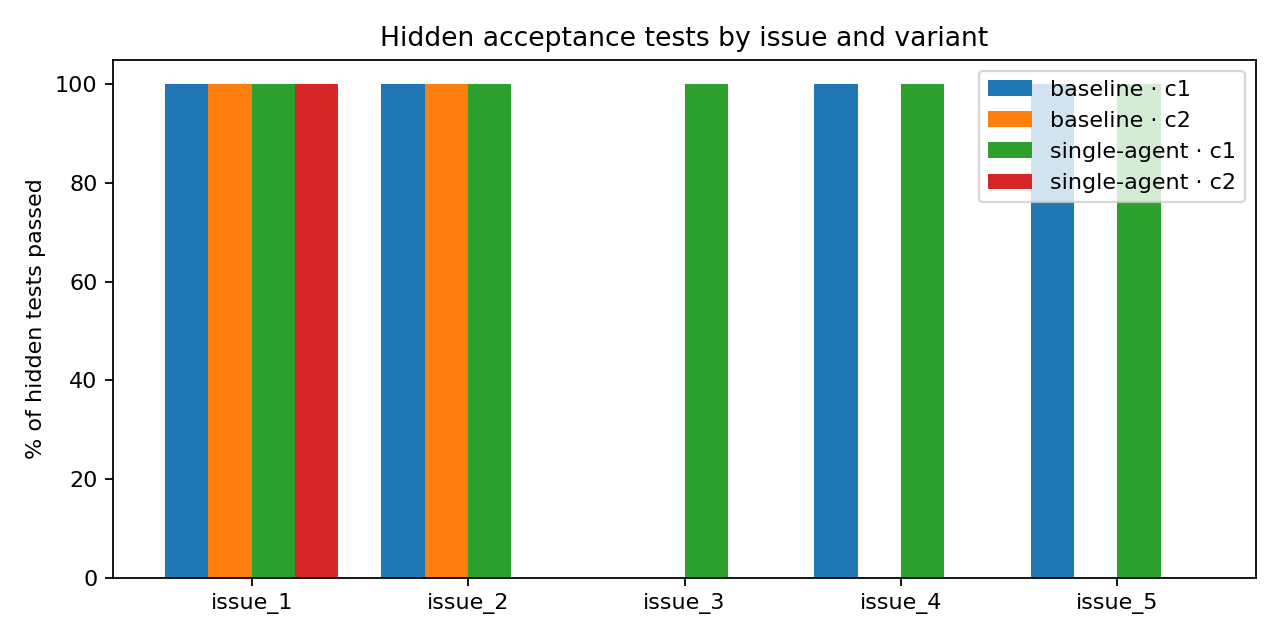 Hidden acceptance tests by issue and variant
% of hidden tests passed
100
80
60
40
20
0
baseline · c1
baseline · c2
single-agent · c1
single-agent · c2
issue_1 issue_2 issue_3 issue_4 issue_5